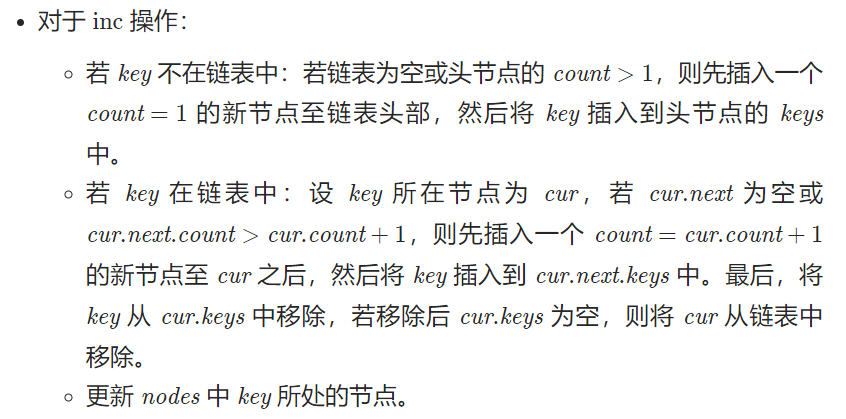 • 对于 inc 操作：
◦ 若 key 不在链表中：若链表为空或头节点的 count > 1，则先插入一个
count = 1 的新节点至链表头部，然后将 key 插入到头节点的 keys
中。
◦ 若 key 在链表中：设 key 所在节点为 cur，若 cur.next 为空或
cur.next.count > cur.count + 1，则先插入一个 count = cur.count + 1
的新节点至 cur 之后，然后将 key 插入到 cur.next.keys 中。最后，将
key 从 cur.keys 中移除，若移除后 cur.keys 为空，则将 cur 从链表中
移除。
◦ 更新 nodes 中 key 所处的节点。